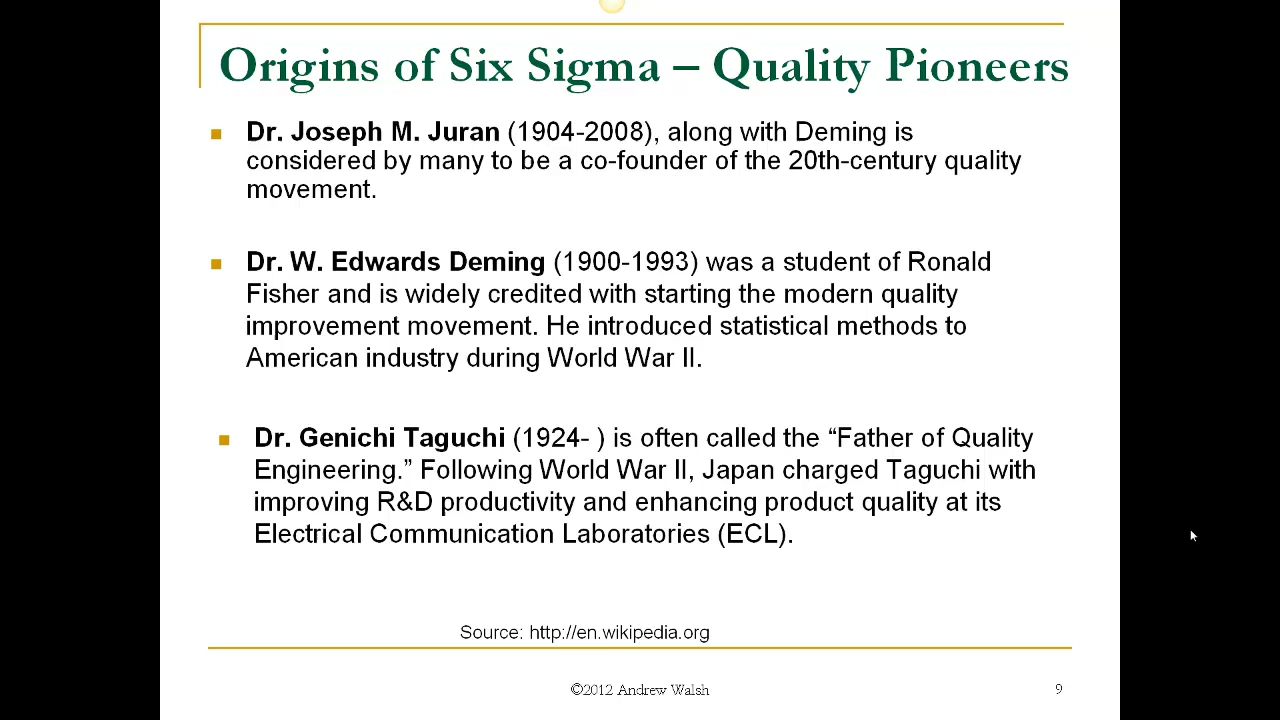 Origins of Six Sigma – Quality Pioneers
Dr. Joseph M. Juran (1904-2008), along with Deming is
considered by many to be a co-founder of the 20th-century quality
movement.
Dr. W. Edwards Deming (1900-1993) was a student of Ronald
Fisher and is widely credited with starting the modern quality
improvement movement. He introduced statistical methods to
American industry during World War II.
Dr. Genichi Taguchi (1924- ) is often called the “Father of Quality
Engineering.” Following World War II, Japan charged Taguchi with
improving R&D productivity and enhancing product quality at its
Electrical Communication Laboratories (ECL).
Source: http://en.wikipedia.org
©2012 Andrew Walsh
9